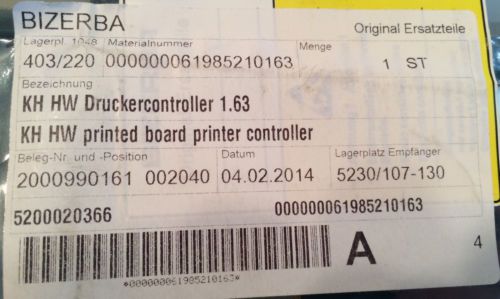 BIZERBA Original Ersatzteile
Lagerpl. 1048 Materialnummer Menge
403/220 000000061985210163 1 ST
Bezeichnung
KH HW Druckercontroller 1.63
KH HW printed board printer controller
Beleg-Nr. und -Position Datum Lagerplatz Empfänger
2000990161 002040 04.02.2014 5230/107-130
5200020366 000000061985210163
A 4
*000000061985210163*